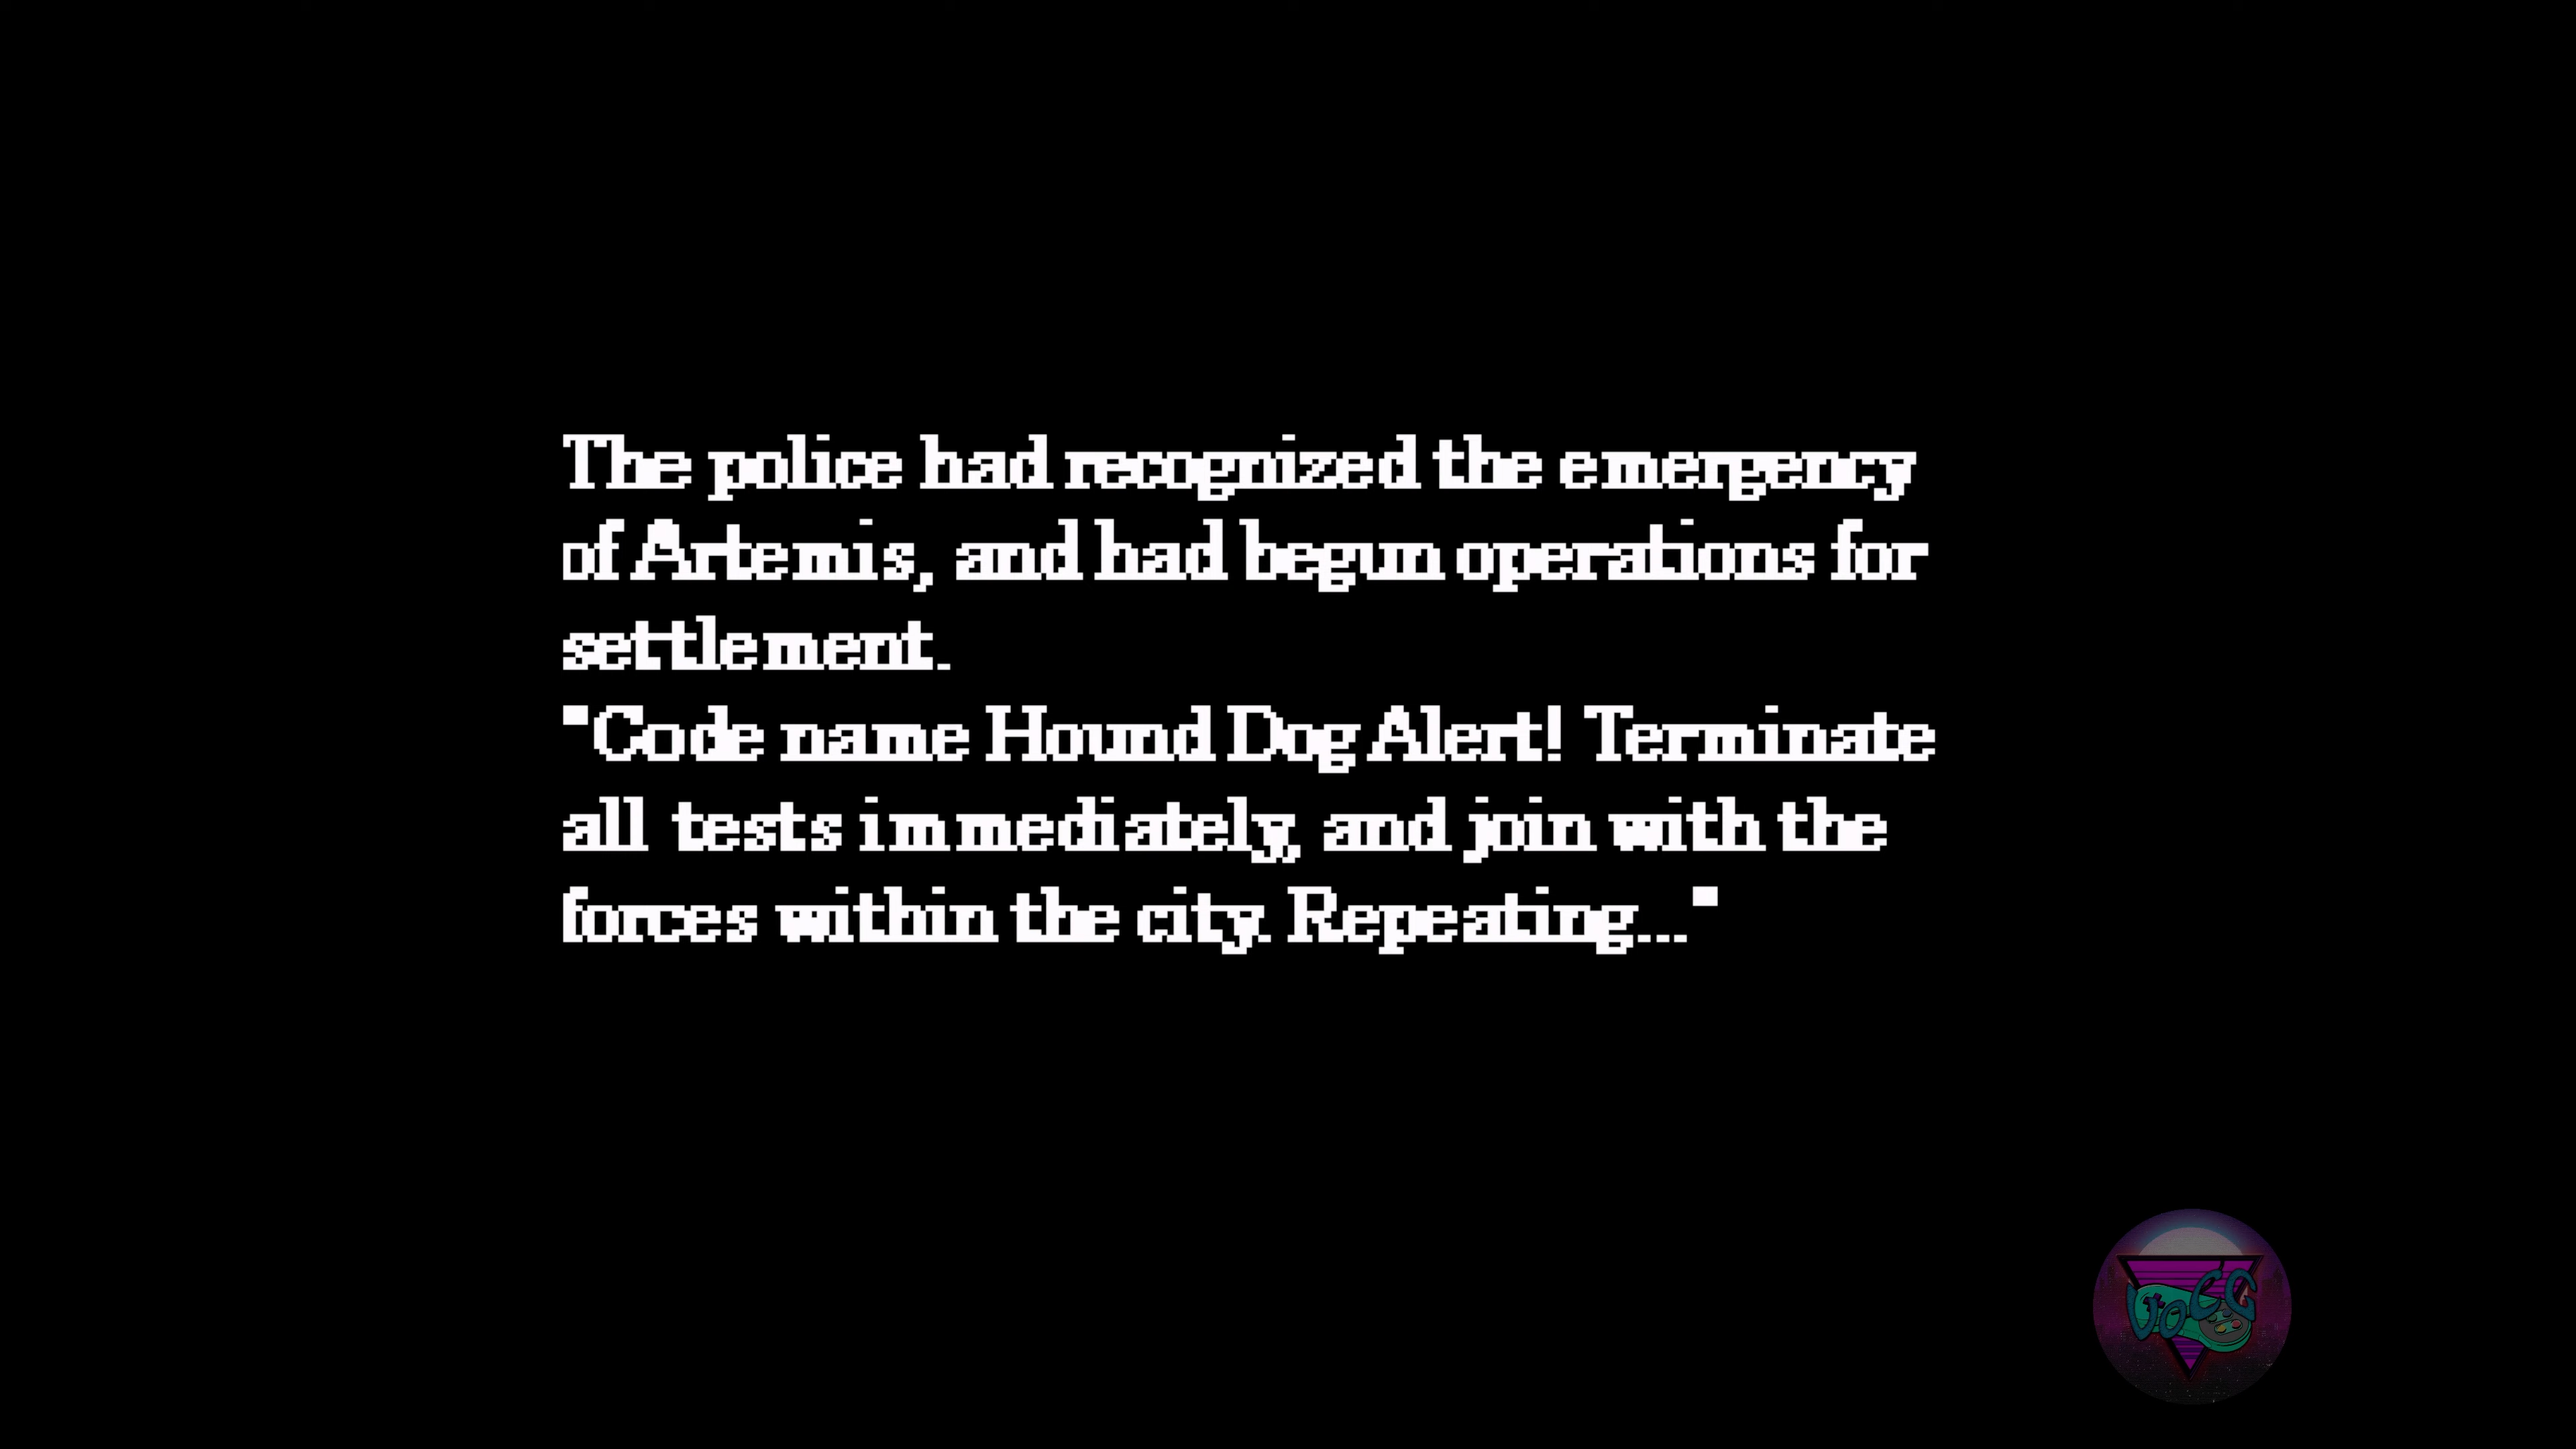 The police had recognized the emergency
of Artemis, and had begun operations for
settlement.
"Code name Hound Dog Alert! Terminate
all tests immediately, and join with the
forces within the city. Repeating..."
VoCG